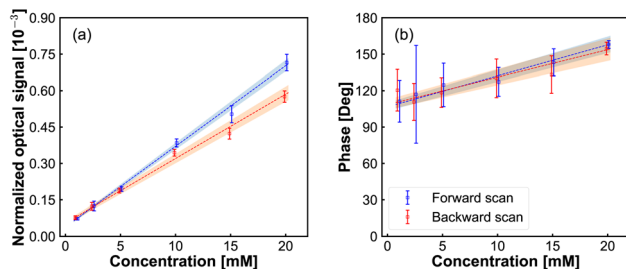 (a)
Normalized optical signal [10⁻³]
0.90
0.75
0.60
0.45
0.30
0.15
0.00
0 5 10 15 20
Concentration [mM]
(b)
Phase [Deg]
180
150
120
90
60
30
0
Forward scan
Backward scan
0 5 10 15 20
Concentration [mM]